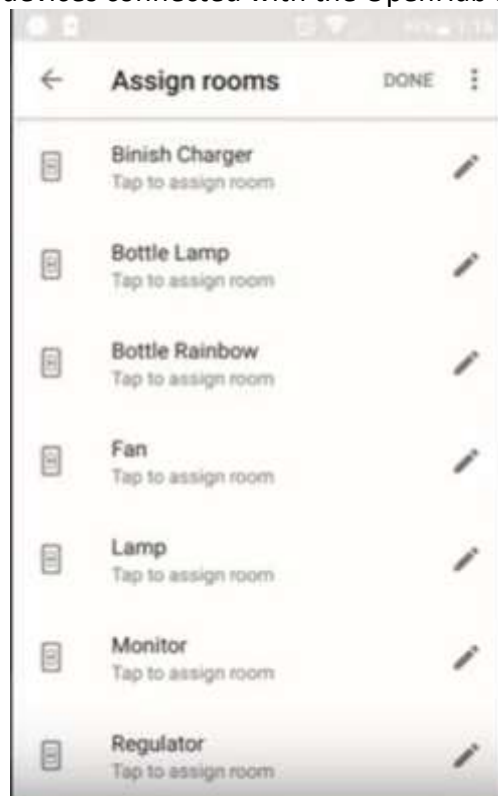 devices connected with the OpenHub
Assign rooms
DONE
Binish Charger
Tap to assign room
Bottle Lamp
Tap to assign room
Bottle Rainbow
Tap to assign room
Fan
Tap to assign room
Lamp
Tap to assign room
Monitor
Tap to assign room
Regulator
Tap to assign room